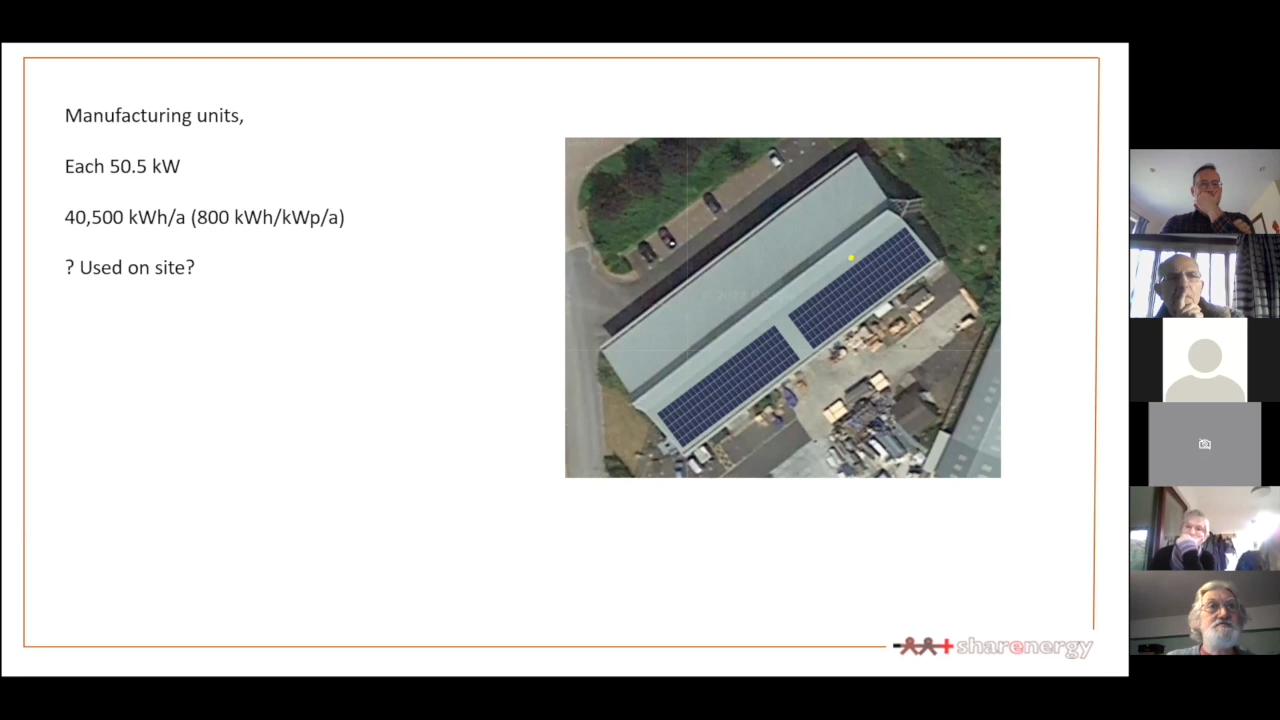 Manufacturing units,
Each 50.5 kW
40,500 kWh/a (800 kWh/kWp/a)
? Used on site?
sharenergy